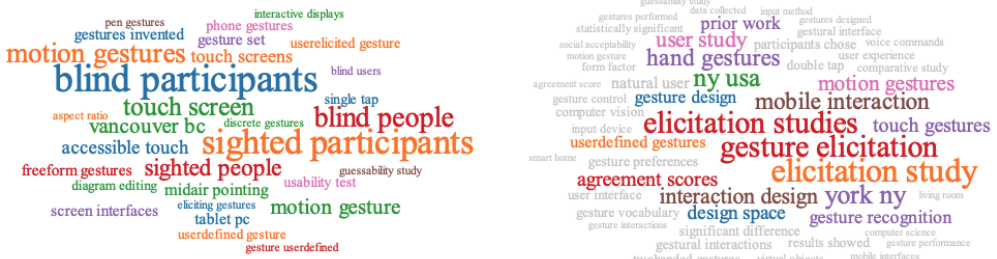 interactive displays
pen gestures
phone gestures
gestures invented
gesture set
userelicited gesture
motion gestures
touch screens
blind participants
blind users
single tap
touch screen
blind people
aspect ratio
discrete gestures
vancouver bc
sighted participants
accessible touch
freeform gestures
sighted people
guessability study
diagram editing
midair pointing
usability test
screen interfaces
eliciting gestures
tablet pc
motion gesture
userdefined gesture
gesture userdefined
guessability study
data collected
input method
gestures performed
prior work
gestures designed
statistically significant
gestural interface
user study
participants chose
voice commands
social acceptability
motion gesture
hand gestures
user experience
form factor
double tap
comparative study
agreement score
natural user
ny usa
motion gestures
gesture control
gesture design
mobile interaction
computer vision
elicitation studies
touch gestures
input device
userdefined gestures
gesture elicitation
smart home
gesture preferences
elicitation study
agreement scores
user interface
interaction design
york ny
living room
gesture vocabulary
design space
gesture recognition
gesture interactions
significant difference
computer science
gestural interactions
results showed
gesture performance
twohanded gestures
virtual objects
mobile interfaces